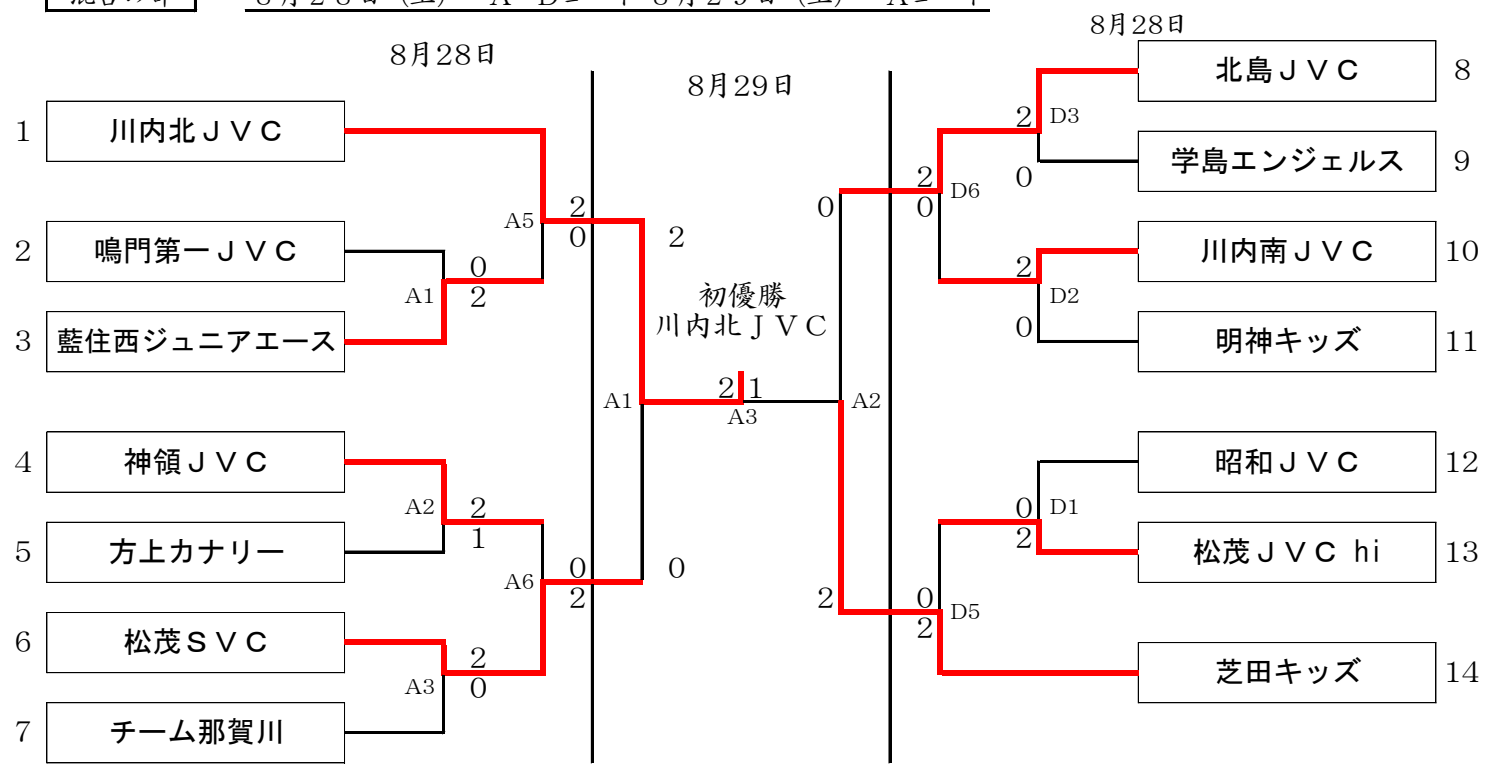 8月28日
8月28日
8月29日
1 川内北ＪＶＣ
2 鳴門第一ＪＶＣ
3 藍住西ジュニアエース
4 神領ＪＶＣ
5 方上カナリー
6 松茂ＳＶＣ
7 チーム那賀川
A5
2
0
A1
0
2
A2
2
1
A6
0
2
A3
2
0
2
A1
0
初優勝
川内北ＪＶＣ
2 1
A3
0
A2
2
北島ＪＶＣ 8
学島エンジェルス 9
川内南ＪＶＣ 10
明神キッズ 11
昭和ＪＶＣ 12
松茂ＪＶＣ hi 13
芝田キッズ 14
2 D3
0
2 D6
0
2 D2
0
0 D1
2
0 D5
2